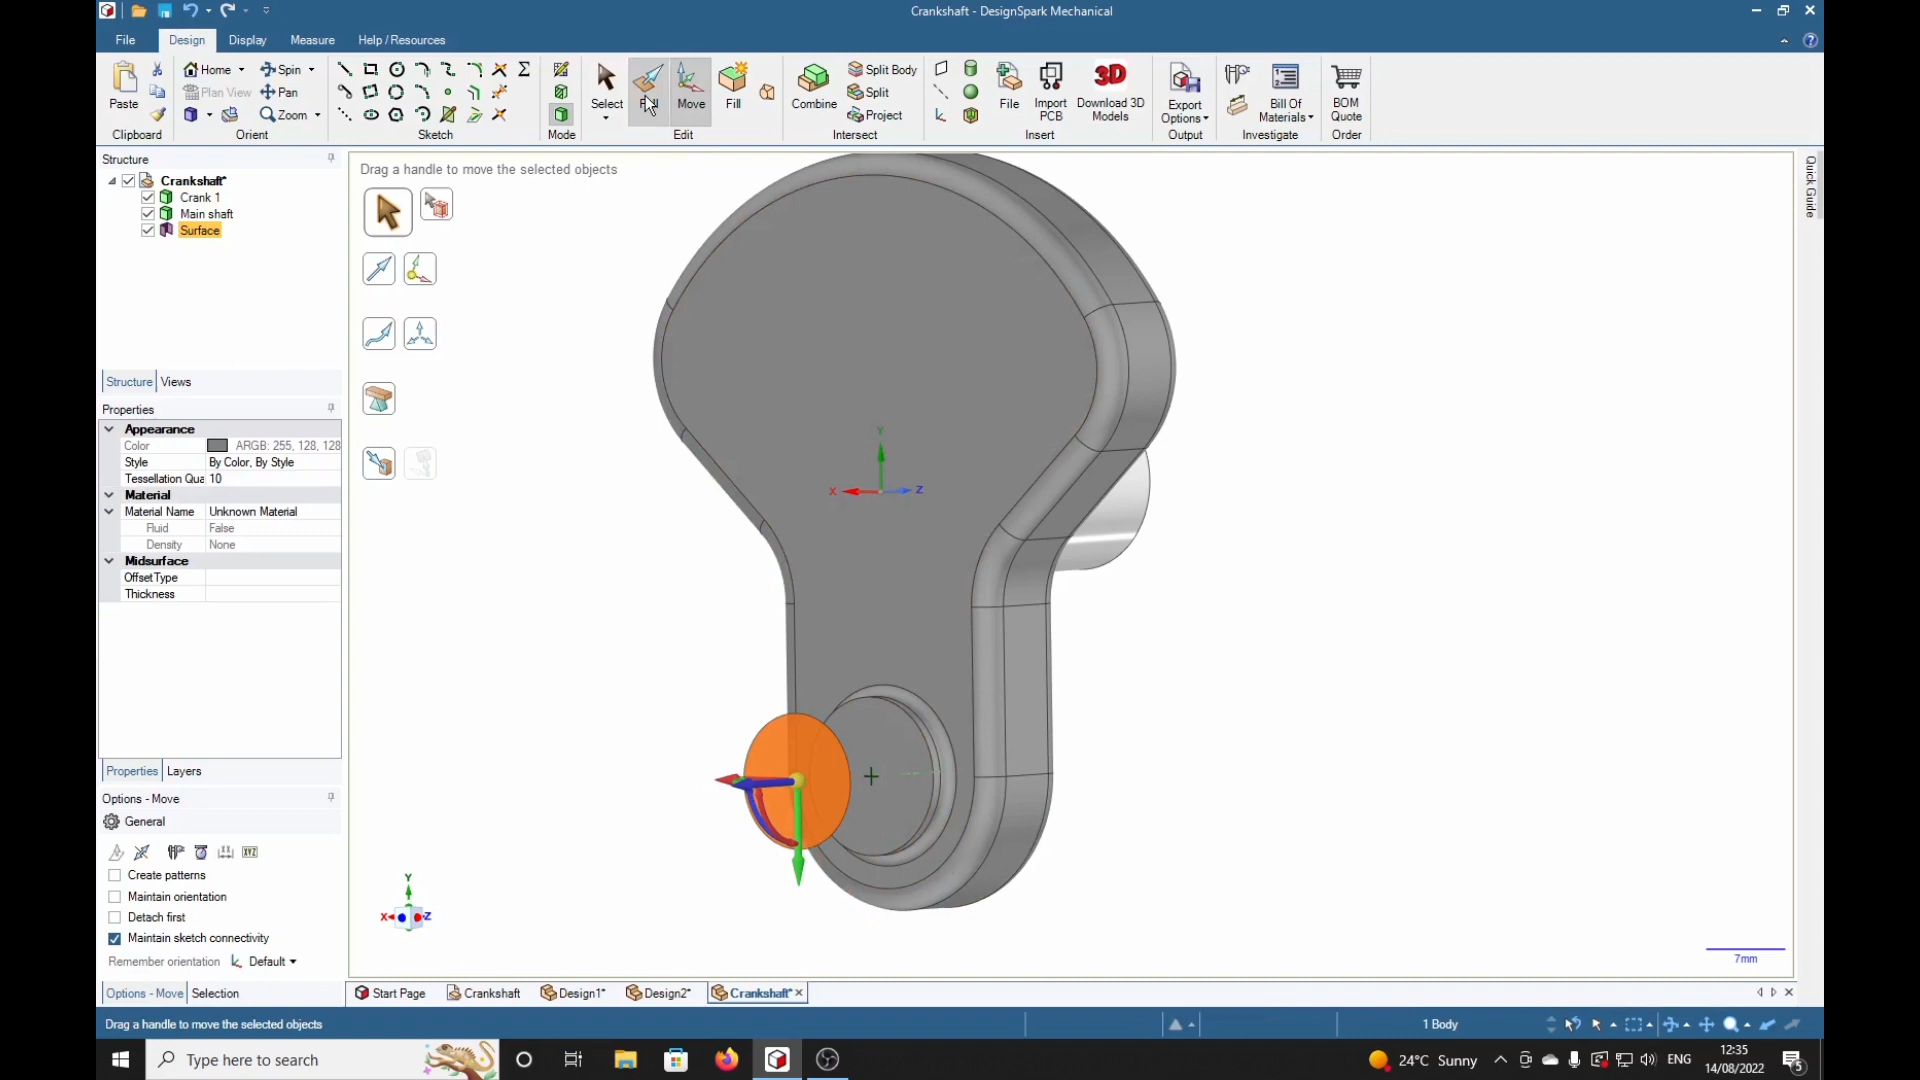 Crankshaft - DesignSpark Mechanical
File Design Display Measure Help / Resources
Paste
Home
Plan View
Spin
Pan
Zoom
Select
Pull
Move
Fill
Combine
Split Body
Split
Project
File
Import PCB
Download 3D Models
Export Options
Bill Of Materials
BOM Quote
Clipboard Orient Sketch Mode Edit Intersect Insert Output Investigate Order
Structure
Crankshaft*
Crank 1
Main shaft
Surface
Structure Views
Properties
Appearance
Color ARGB: 255, 128, 128
Style By Color, By Style
Tessellation Qua 10
Material
Material Name Unknown Material
Fluid False
Density None
Midsurface
OffsetType
Thickness
Properties Layers
Options - Move
General
XYZ
Create patterns
Maintain orientation
Detach first
Maintain sketch connectivity
Remember orientation Default
Options - Move Selection
Drag a handle to move the selected objects
Y
X Z
Y
X Z
7mm
Quick Guide
Start Page Crankshaft Design1* Design2* Crankshaft*
Drag a handle to move the selected objects 1 Body
Type here to search
24°C Sunny ENG
12:35
14/08/2022
5